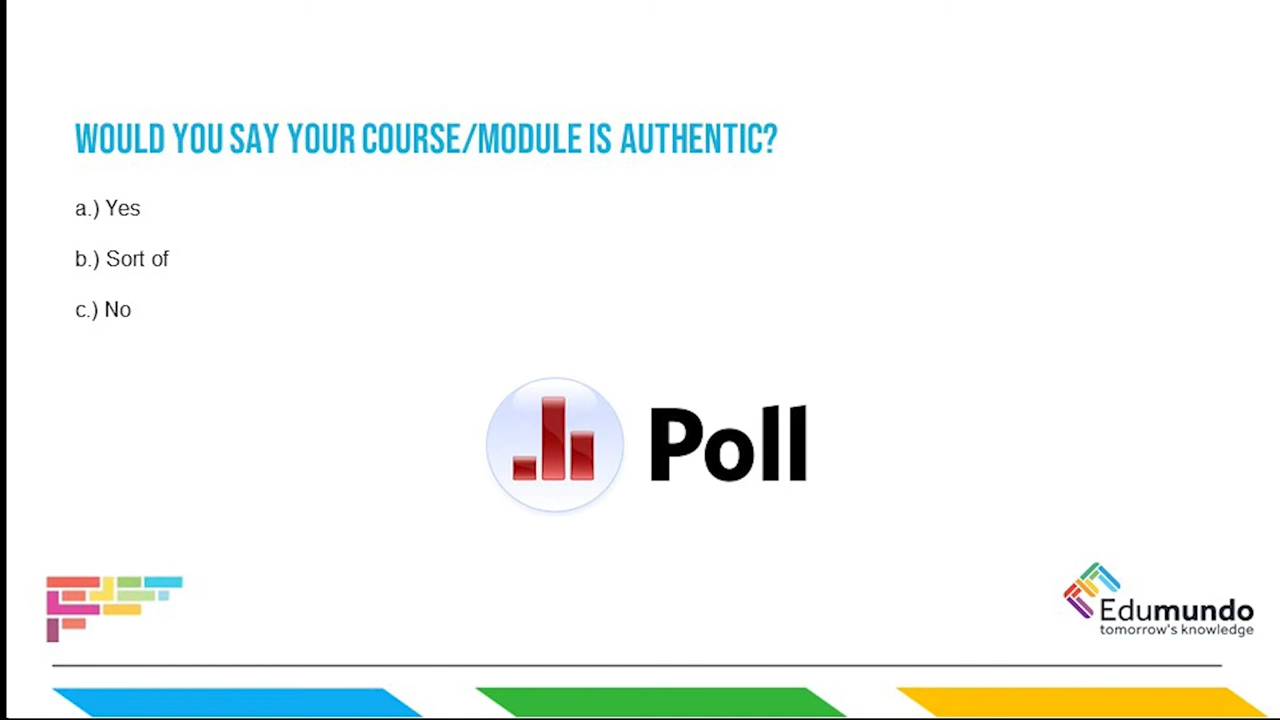 WOULD YOU SAY YOUR COURSE/MODULE IS AUTHENTIC?
a.) Yes
b.) Sort of
c.) No
Poll
Edumundo
tomorrow's knowledge